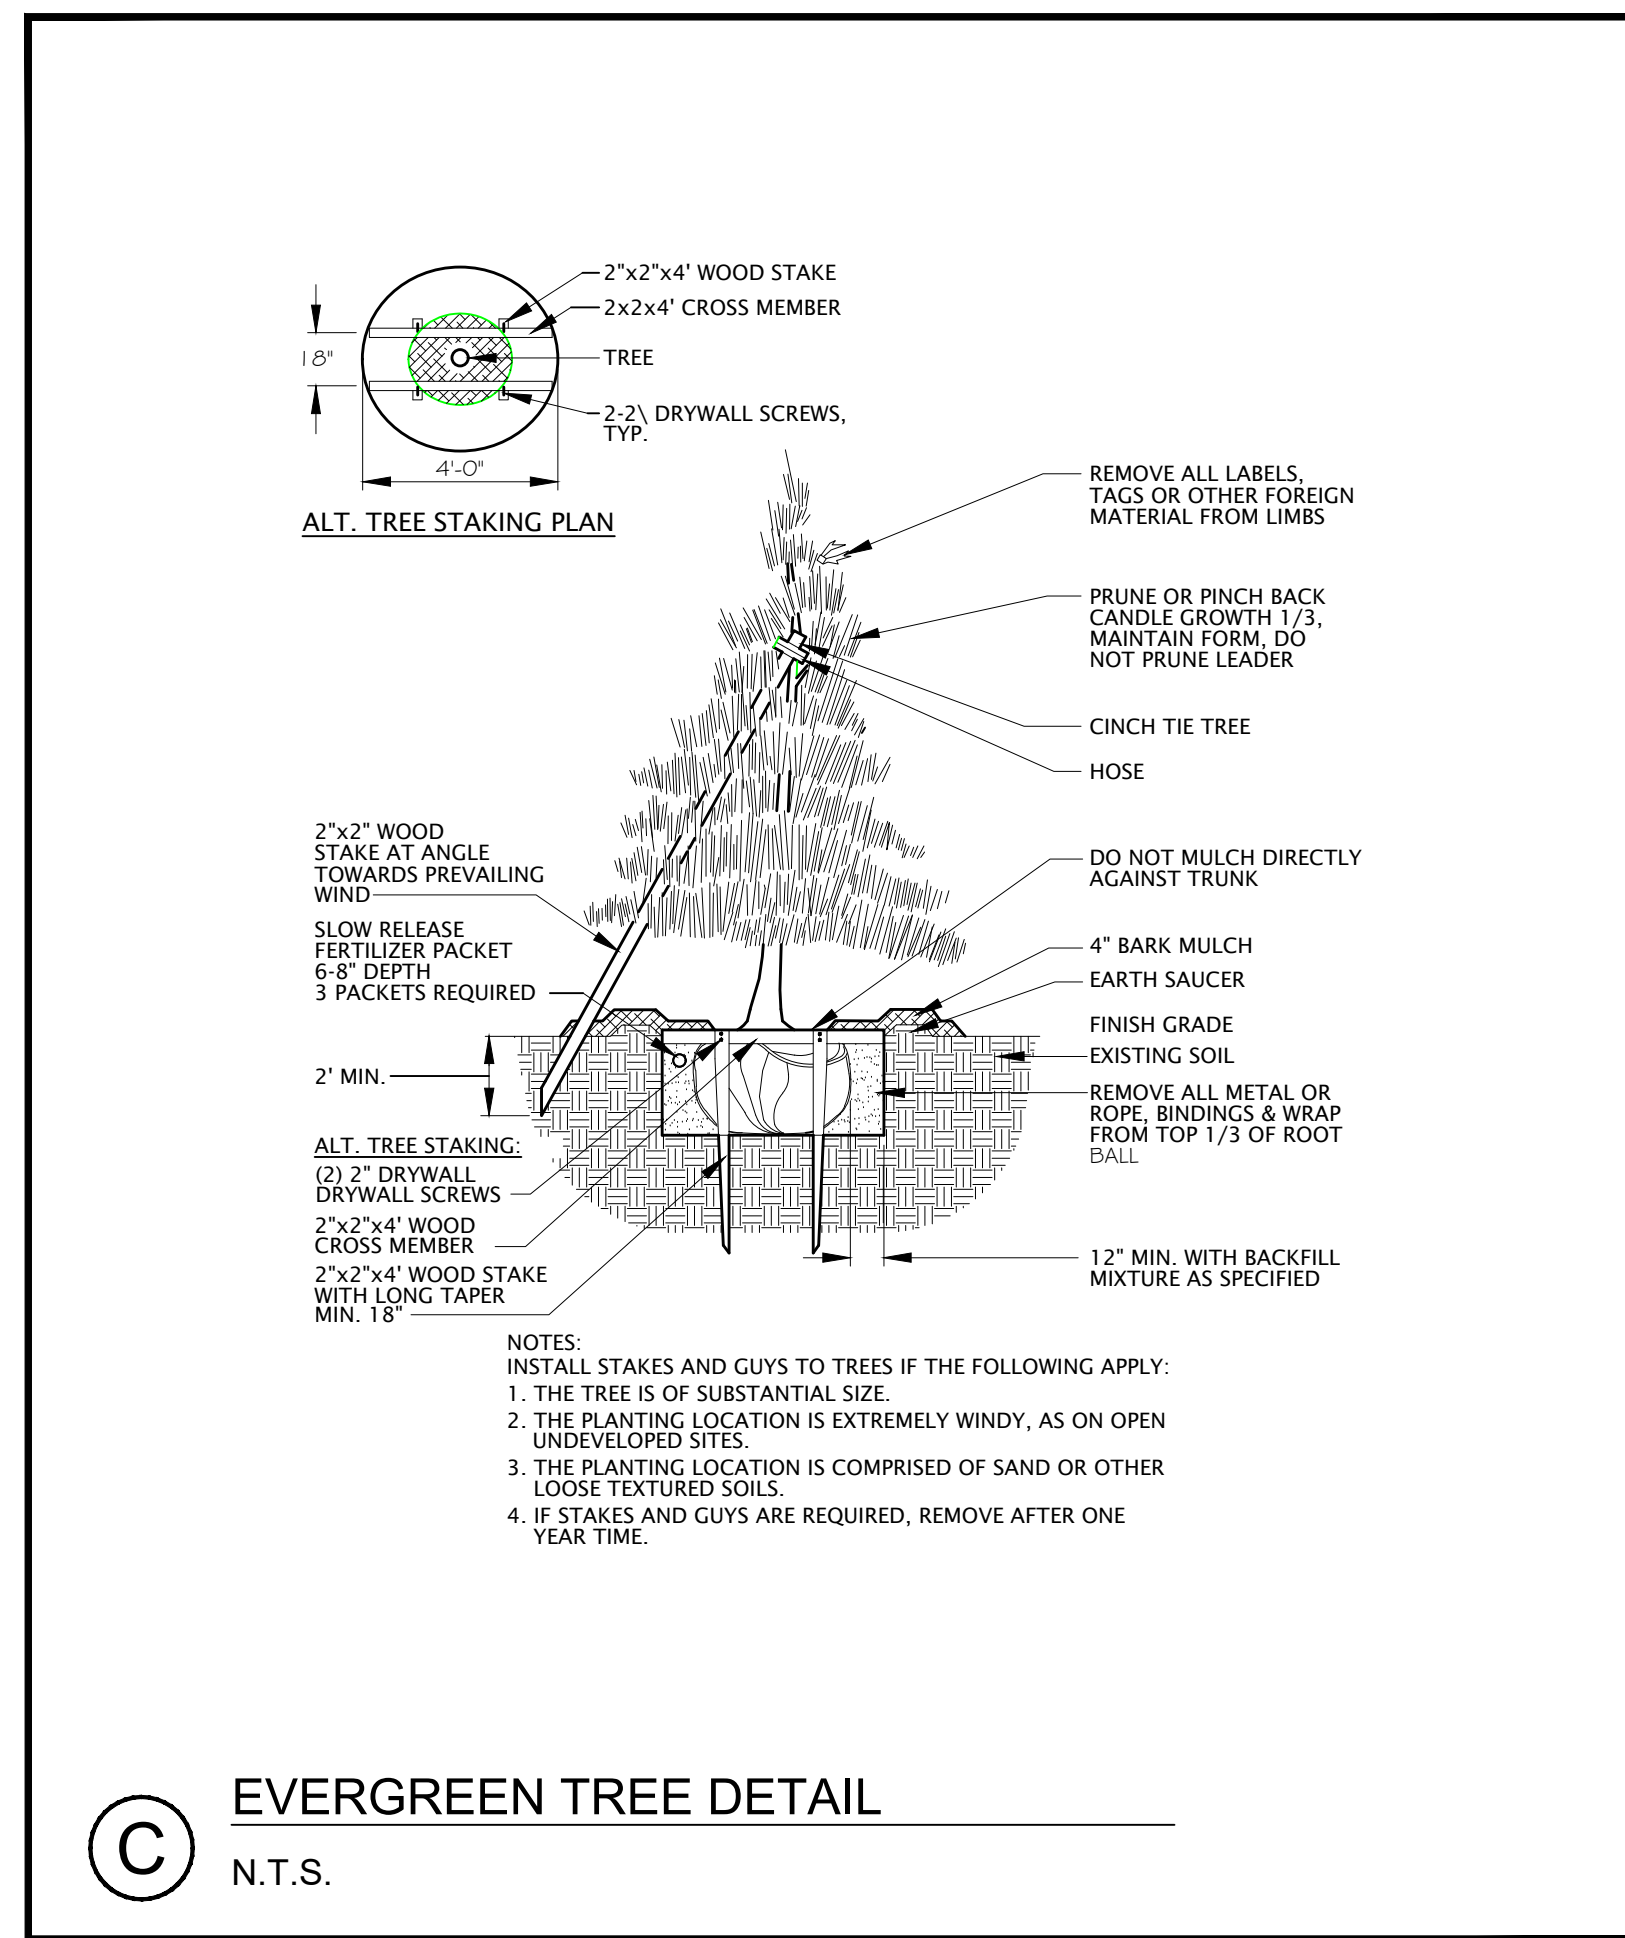 2"x2"x4' WOOD STAKE
2x2x4' CROSS MEMBER
18"
TREE
2-2\ DRYWALL SCREWS,
TYP.
4'-0"
ALT. TREE STAKING PLAN
REMOVE ALL LABELS,
TAGS OR OTHER FOREIGN
MATERIAL FROM LIMBS
PRUNE OR PINCH BACK
CANDLE GROWTH 1/3,
MAINTAIN FORM, DO
NOT PRUNE LEADER
CINCH TIE TREE
HOSE
2"x2" WOOD
STAKE AT ANGLE
TOWARDS PREVAILING
WIND
SLOW RELEASE
FERTILIZER PACKET
6-8" DEPTH
3 PACKETS REQUIRED
2' MIN.
ALT. TREE STAKING:
(2) 2" DRYWALL
DRYWALL SCREWS
2"x2"x4' WOOD
CROSS MEMBER
2"x2"x4' WOOD STAKE
WITH LONG TAPER
MIN. 18"
DO NOT MULCH DIRECTLY
AGAINST TRUNK
4" BARK MULCH
EARTH SAUCER
FINISH GRADE
EXISTING SOIL
REMOVE ALL METAL OR
ROPE, BINDINGS & WRAP
FROM TOP 1/3 OF ROOT
BALL
12" MIN. WITH BACKFILL
MIXTURE AS SPECIFIED
NOTES:
INSTALL STAKES AND GUYS TO TREES IF THE FOLLOWING APPLY:
1. THE TREE IS OF SUBSTANTIAL SIZE.
2. THE PLANTING LOCATION IS EXTREMELY WINDY, AS ON OPEN
UNDEVELOPED SITES.
3. THE PLANTING LOCATION IS COMPRISED OF SAND OR OTHER
LOOSE TEXTURED SOILS.
4. IF STAKES AND GUYS ARE REQUIRED, REMOVE AFTER ONE
YEAR TIME.
C
EVERGREEN TREE DETAIL
N.T.S.